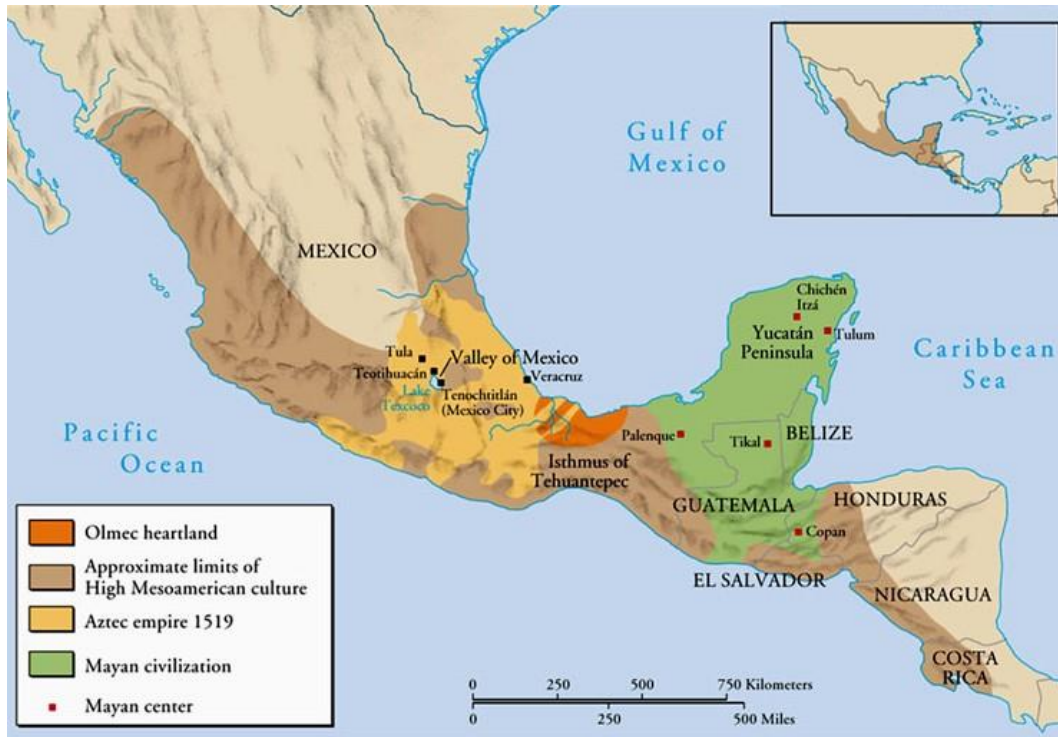 Gulf of
Mexico
MEXICO
Chichén
Itzá
Yucatán
Peninsula
Tulum
Caribbean
Sea
Tula
Valley of Mexico
Teotihuacán
Lake
Texcoco
Tenochtitlán
(Mexico City)
Veracruz
Pacific
Ocean
Palenque
Tikal
BELIZE
Isthmus of
Tehuantepec
GUATEMALA
HONDURAS
Copan
EL SALVADOR
NICARAGUA
COSTA
RICA
Olmec heartland
Approximate limits of
High Mesoamerican culture
Aztec empire 1519
Mayan civilization
Mayan center
0 250 500 750 Kilometers
0 250 500 Miles